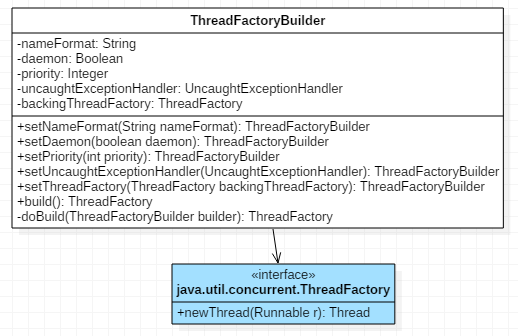 ThreadFactoryBuilder
-nameFormat: String
-daemon: Boolean
-priority: Integer
-uncaughtExceptionHandler: UncaughtExceptionHandler
-backingThreadFactory: ThreadFactory
+setNameFormat(String nameFormat): ThreadFactoryBuilder
+setDaemon(boolean daemon): ThreadFactoryBuilder
+setPriority(int priority): ThreadFactoryBuilder
+setUncaughtExceptionHandler(UncaughtExceptionHandler): ThreadFactoryBuilder
+setThreadFactory(ThreadFactory backingThreadFactory): ThreadFactoryBuilder
+build(): ThreadFactory
-doBuild(ThreadFactoryBuilder builder): ThreadFactory
«interface»
java.util.concurrent.ThreadFactory
+newThread(Runnable r): Thread